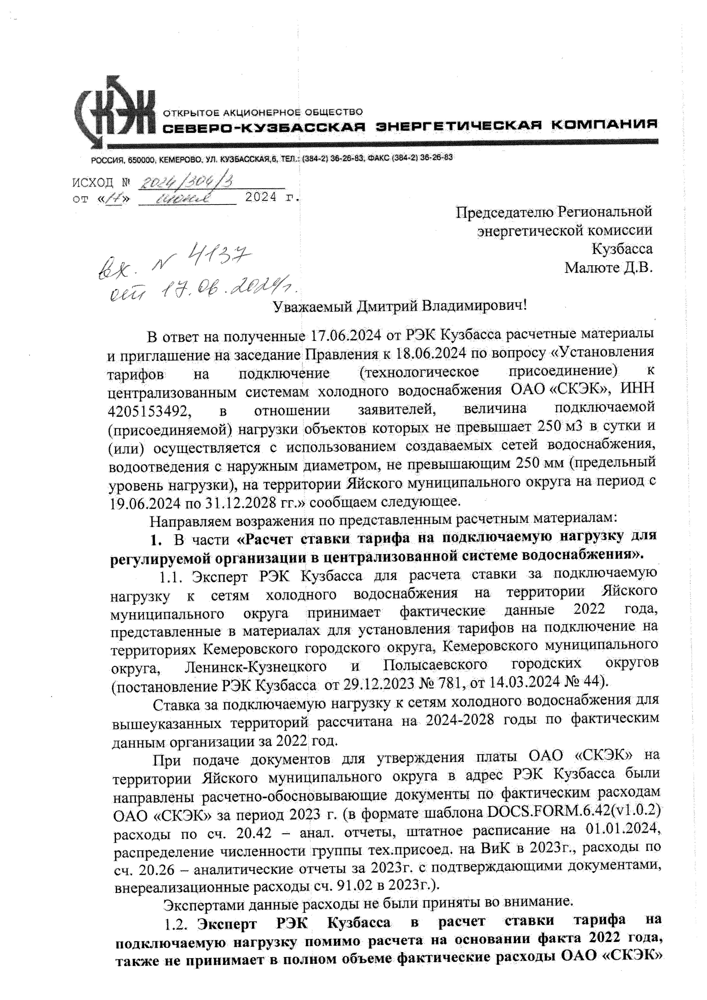 СКЭК
ОТКРЫТОЕ АКЦИОНЕРНОЕ ОБЩЕСТВО
СЕВЕРО-КУЗБАССКАЯ ЭНЕРГЕТИЧЕСКАЯ КОМПАНИЯ
РОССИЯ, 650000, КЕМЕРОВО, УЛ. КУЗБАССКАЯ,6, ТЕЛ.: (384-2) 36-26-83, ФАКС (384-2) 36-26-83
ИСХОД № 2024/304/3
от «17» июня 2024 г.
Председателю Региональной
энергетической комиссии
Кузбасса
Малюте Д.В.
вх. N 4137
от 17.06.2024г.
Уважаемый Дмитрий Владимирович!
В ответ на полученные 17.06.2024 от РЭК Кузбасса расчетные материалы
и приглашение на заседание Правления к 18.06.2024 по вопросу «Установления
тарифов на подключение (технологическое присоединение) к
централизованным системам холодного водоснабжения ОАО «СКЭК», ИНН
4205153492, в отношении заявителей, величина подключаемой
(присоединяемой) нагрузки объектов которых не превышает 250 м3 в сутки и
(или) осуществляется с использованием создаваемых сетей водоснабжения,
водоотведения с наружным диаметром, не превышающим 250 мм (предельный
уровень нагрузки), на территории Яйского муниципального округа на период с
19.06.2024 по 31.12.2028 гг.» сообщаем следующее.
Направляем возражения по представленным расчетным материалам:
1. В части «Расчет ставки тарифа на подключаемую нагрузку для
регулируемой организации в централизованной системе водоснабжения».
1.1. Эксперт РЭК Кузбасса для расчета ставки за подключаемую
нагрузку к сетям холодного водоснабжения на территории Яйского
муниципального округа принимает фактические данные 2022 года,
представленные в материалах для установления тарифов на подключение на
территориях Кемеровского городского округа, Кемеровского муниципального
округа, Ленинск-Кузнецкого и Полысаевского городских округов
(постановление РЭК Кузбасса от 29.12.2023 № 781, от 14.03.2024 № 44).
Ставка за подключаемую нагрузку к сетям холодного водоснабжения для
вышеуказанных территорий рассчитана на 2024-2028 годы по фактическим
данным организации за 2022 год.
При подаче документов для утверждения платы ОАО «СКЭК» на
территории Яйского муниципального округа в адрес РЭК Кузбасса были
направлены расчетно-обосновывающие документы по фактическим расходам
ОАО «СКЭК» за период 2023 г. (в формате шаблона DOCS.FORM.6.42(v1.0.2)
расходы по сч. 20.42 – анал. отчеты, штатное расписание на 01.01.2024,
распределение численности группы тех.присоед. на ВиК в 2023г., расходы по
сч. 20.26 – аналитические отчеты за 2023г. с подтверждающими документами,
внереализационные расходы сч. 91.02 в 2023г.).
Экспертами данные расходы не были приняты во внимание.
1.2. Эксперт РЭК Кузбасса в расчет ставки тарифа на
подключаемую нагрузку помимо расчета на основании факта 2022 года,
также не принимает в полном объеме фактические расходы ОАО «СКЭК»